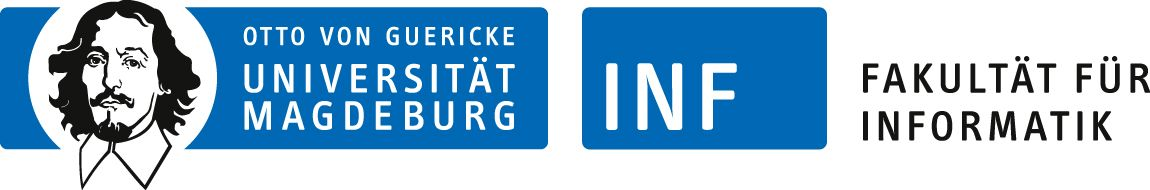 OTTO VON GUERICKE
UNIVERSITÄT
MAGDEBURG
INF
FAKULTÄT FÜR
INFORMATIK